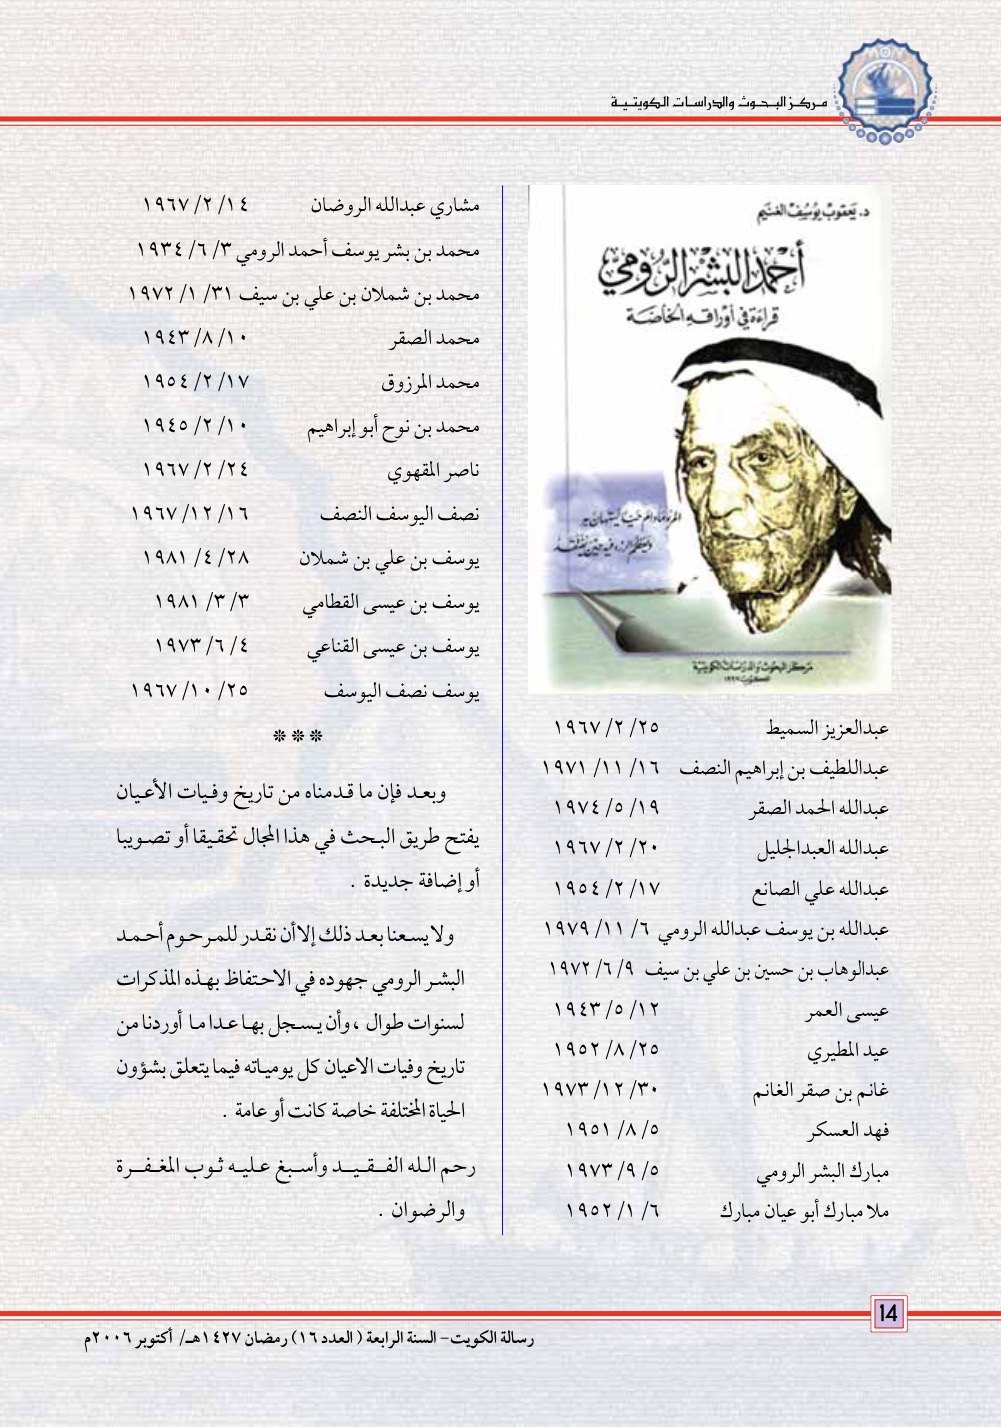 مركز البحوث والدراسات الكويتية
د. يعقوب يوسف الغنيم
أحمد البشر الرومي
قراءة في أوراقه الخاصة
مركز البحوث والدراسات الكويتية
عبدالعزيز السميط ٢٥/ ٢/ ١٩٦٧
عبداللطيف بن إبراهيم النصف ١٦/ ١١/ ١٩٧١
عبدالله الحمد الصقر ١٩/ ٥/ ١٩٧٤
عبدالله العبدالجليل ٢٠/ ٢/ ١٩٦٧
عبدالله علي الصانع ١٧/ ٢/ ١٩٥٤
عبدالله بن يوسف عبدالله الرومي ٦/ ١١/ ١٩٧٩
عبدالوهاب بن حسين بن علي بن سيف ٩/ ٦/ ١٩٧٢
عيسى العمر ١٢/ ٥/ ١٩٤٣
عيد المطيري ٢٥/ ٨/ ١٩٥٢
غانم بن صقر الغانم ٣٠/ ١٢/ ١٩٧٣
فهد العسكر ٥/ ٨/ ١٩٥١
مبارك البشر الرومي ٥/ ٩/ ١٩٧٣
ملا مبارك أبو عيان مبارك ٦/ ١/ ١٩٥٢
مشاري عبدالله الروضان ١٤/ ٢/ ١٩٦٧
محمد بن بشر يوسف أحمد الرومي ٣/ ٦/ ١٩٣٤
محمد بن شملان بن علي بن سيف ٣١/ ١/ ١٩٧٢
محمد الصقر ١٠/ ٨/ ١٩٤٣
محمد المرزوق ١٧/ ٢/ ١٩٥٤
محمد بن نوح أبو إبراهيم ١٠/ ٢/ ١٩٤٥
ناصر المقهوي ٢٤/ ٢/ ١٩٦٧
نصف اليوسف النصف ١٦/ ١٢/ ١٩٦٧
يوسف بن علي بن شملان ٢٨/ ٤/ ١٩٨١
يوسف بن عيسى القطامي ٣/ ٣/ ١٩٨١
يوسف بن عيسى القناعي ٤/ ٦/ ١٩٧٣
يوسف نصف اليوسف ٢٥/ ١٠/ ١٩٦٧
***
وبعد فإن ما قدمناه من تاريخ وفيات الأعيان
يفتح طريق البحث في هذا المجال تحقيقا أو تصويبا
أو إضافة جديدة .
ولا يسعنا بعد ذلك إلا أن نقدر للمرحوم أحمد
البشر الرومي جهوده في الاحتفاظ بهذه المذكرات
لسنوات طوال ، وأن يسجل بها عدا ما أوردنا من
تاريخ وفيات الاعيان كل يومياته فيما يتعلق بشؤون
الحياة المختلفة خاصة كانت أو عامة .
رحم الله الفقيد وأسبغ عليه ثوب المغفرة
والرضوان .
14
رسالة الكويت- السنة الرابعة ( العدد ١٦) رمضان ١٤٢٧هـ/ أكتوبر ٢٠٠٦م